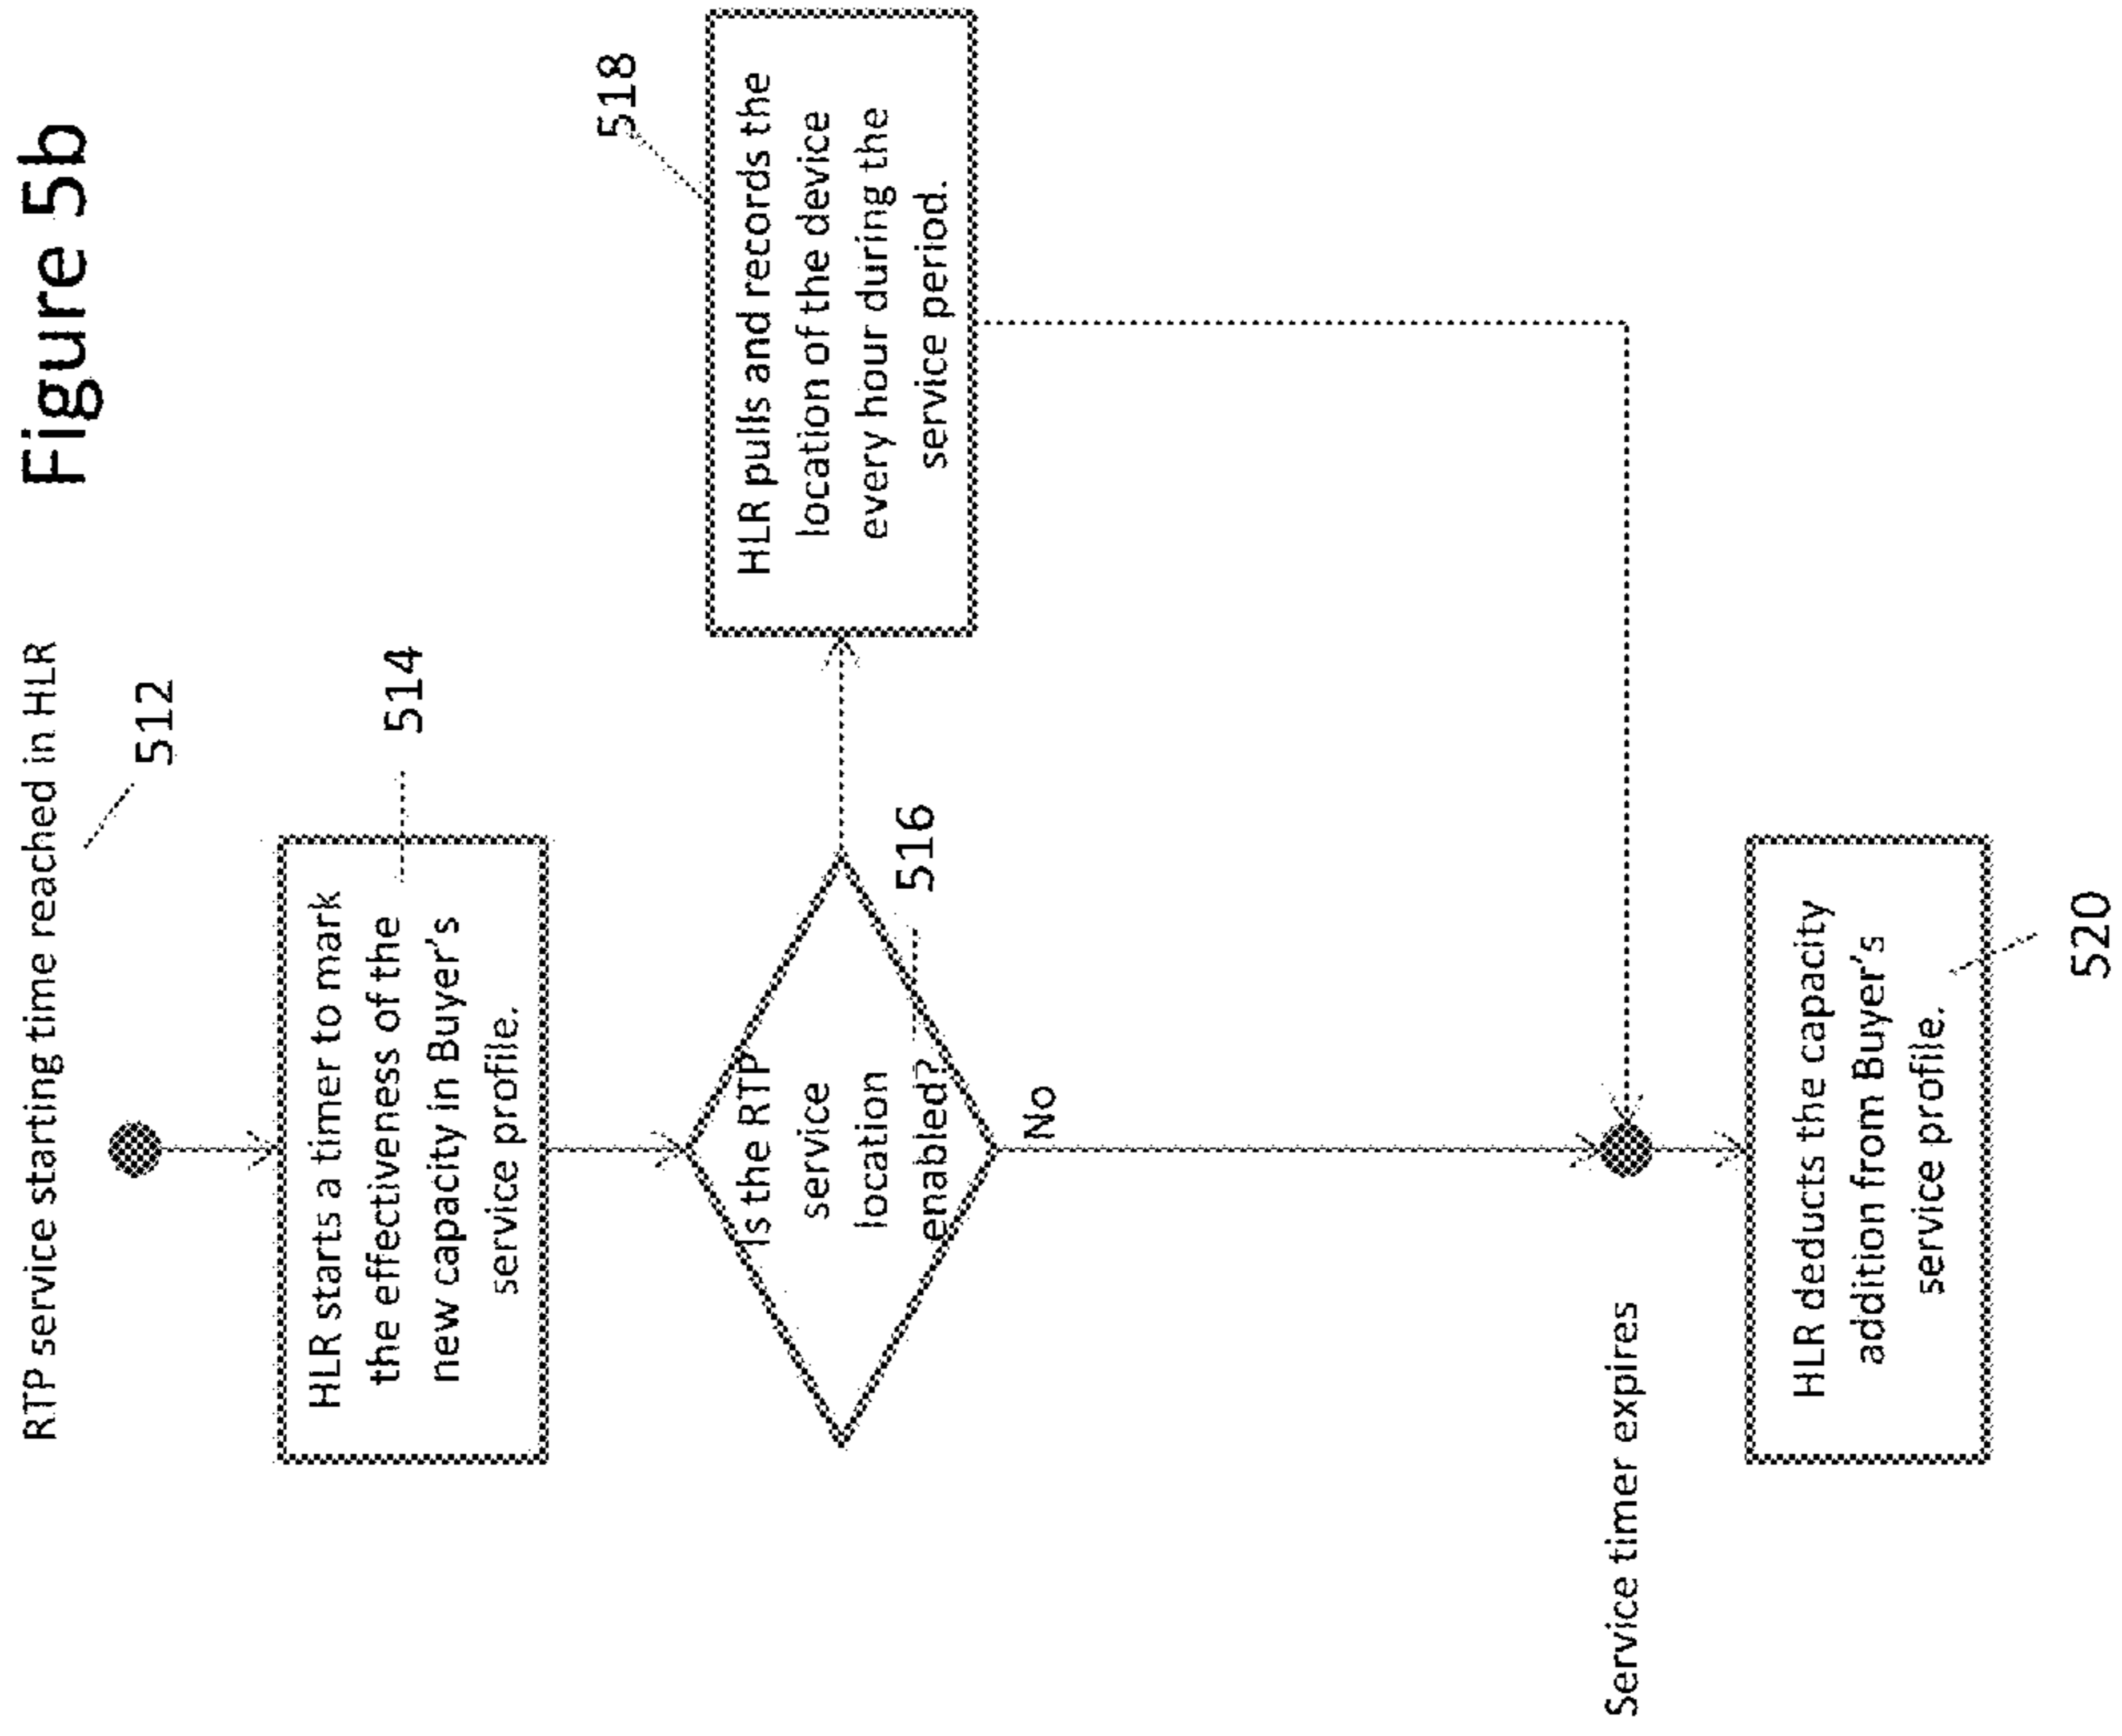 Figure 5b
RTP service starting time reached in HLR
512
HLR starts a timer to mark
the effectiveness of the
new capacity in Buyer's
service profile.
514
Is the RTP
service
location
enabled?
516
No
HLR pulls and records the
location of the device
every hour during the
service period.
518
Service timer expires
HLR deducts the capacity
addition from Buyer's
service profile.
520